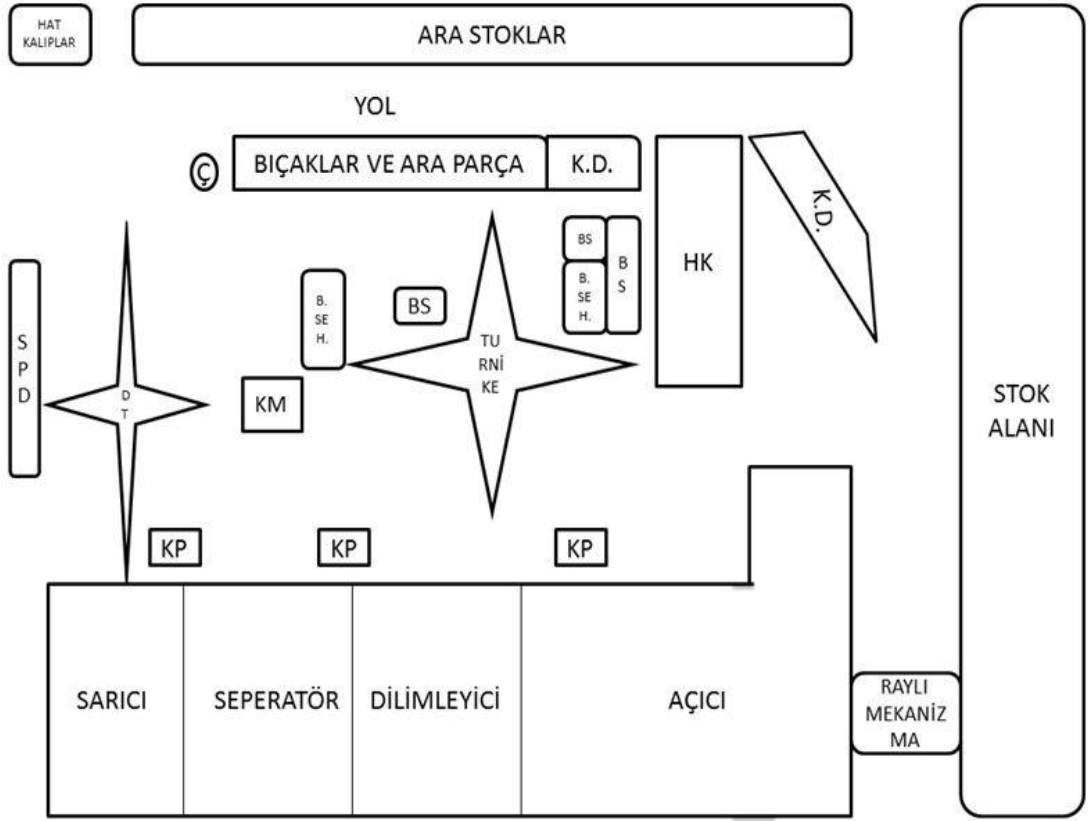 HAT
KALIPLAR
ARA STOKLAR
YOL
Ç
BIÇAKLAR VE ARA PARÇA
K.D.
HK
K.D.
BS
B.
SE
H.
B
S
B.
SE
H.
BS
TU
RNİ
KE
S
P
D
D
T
KM
STOK
ALANI
KP
KP
KP
SARICI
SEPERATÖR
DİLİMLEYİCİ
AÇICI
RAYLI
MEKANİZ
MA